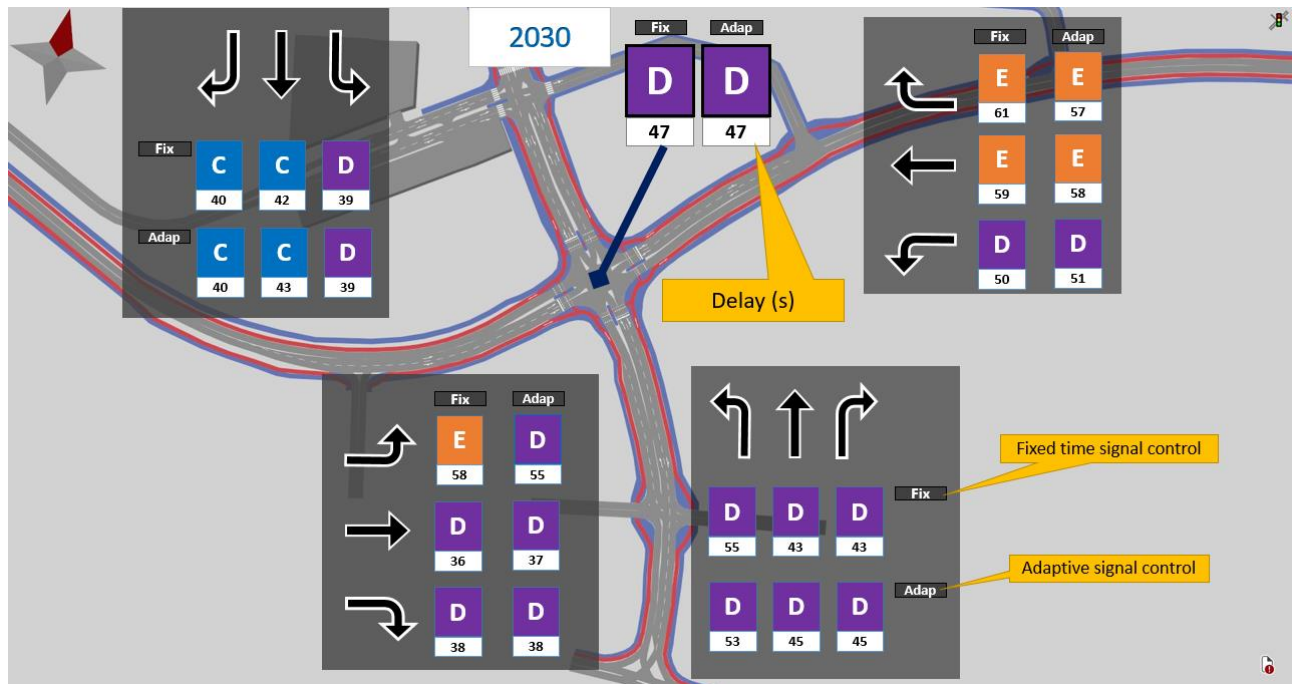 2030
Fix Adap
D D
47 47
Delay (s)
Fix
C C D
40 42 39
Adap
C C D
40 43 39
Fix Adap
E E
61 57
E E
59 58
D D
50 51
Fix Adap
E D
58 55
D D
36 37
D D
38 38
Fix
D D D
55 43 43
Adap
D D D
53 45 45
Fixed time signal control
Adaptive signal control